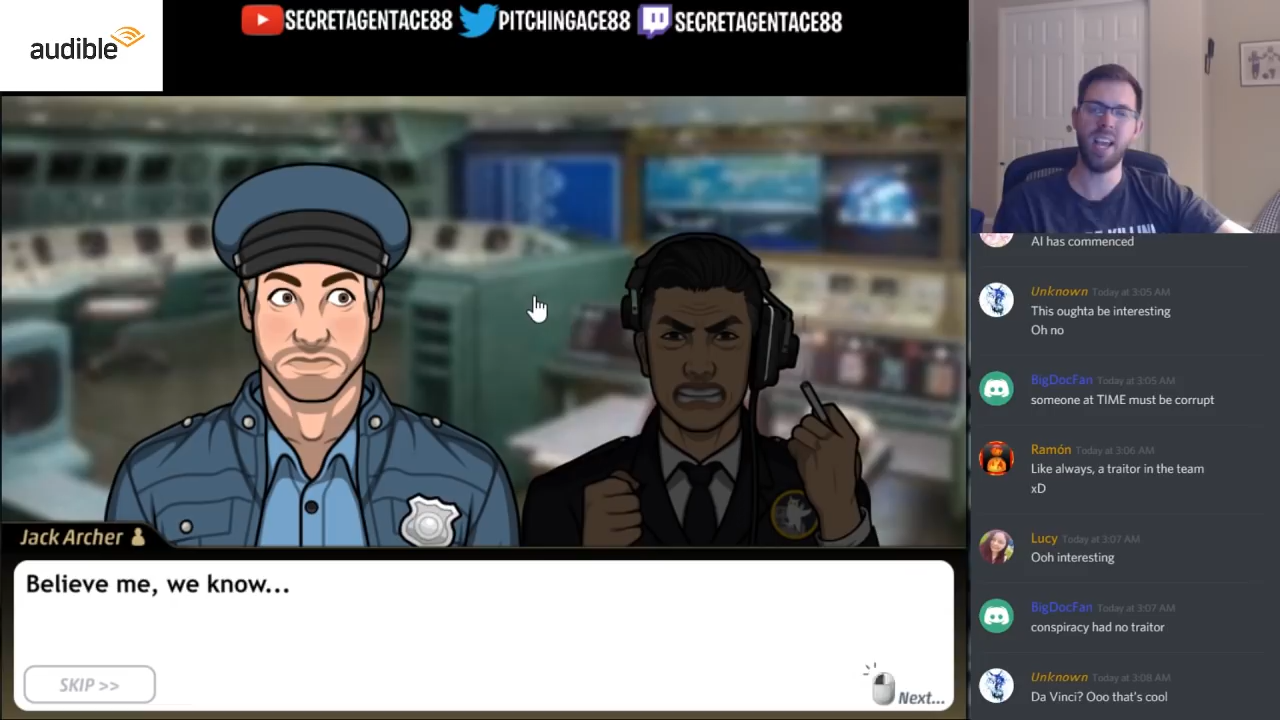 audible
SECRETAGENTACE88 PITCHINGACE88 SECRETAGENTACE88
Jack Archer
Believe me, we know...
SKIP >>
Next...
AI has commenced
Unknown Today at 3:05 AM
This oughta be interesting
Oh no
BigDocFan Today at 3:05 AM
someone at TIME must be corrupt
Ramón Today at 3:06 AM
Like always, a traitor in the team
xD
Lucy Today at 3:07 AM
Ooh interesting
BigDocFan Today at 3:07 AM
conspiracy had no traitor
Unknown Today at 3:08 AM
Da Vinci? Ooo that's cool